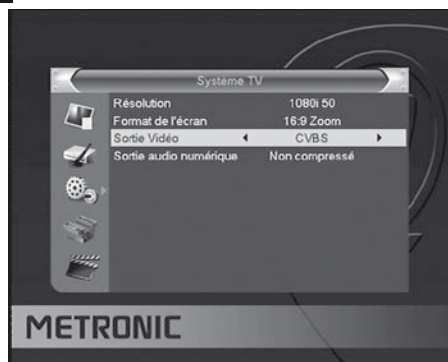 Système TV
Résolution 1080i 50
Format de l'écran 16:9 Zoom
Sortie Vidéo CVBS
Sortie audio numérique Non compressé
METRONIC